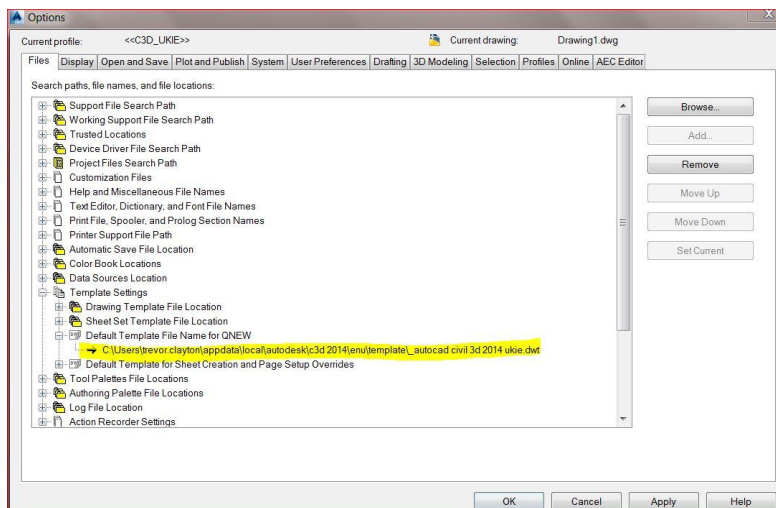 Options
Current profile: <<C3D_UKIE>> Current drawing: Drawing1.dwg
Files Display Open and Save Plot and Publish System User Preferences Drafting 3D Modeling Selection Profiles Online AEC Editor
Search paths, file names, and file locations:
Support File Search Path
Working Support File Search Path
Trusted Locations
Device Driver File Search Path
Project Files Search Path
Customization Files
Help and Miscellaneous File Names
Text Editor, Dictionary, and Font File Names
Print File, Spooler, and Prolog Section Names
Printer Support File Path
Automatic Save File Location
Color Book Locations
Data Sources Location
Template Settings
Drawing Template File Location
Sheet Set Template File Location
Default Template File Name for QNEW
C:\Users\trevor.clayton\appdata\local\autodesk\c3d 2014\enu\template\_autocad civil 3d 2014 ukie.dwt
Default Template for Sheet Creation and Page Setup Overrides
Tool Palettes File Locations
Authoring Palette File Locations
Log File Location
Action Recorder Settings
Browse...
Add...
Remove
Move Up
Move Down
Set Current
OK Cancel Apply Help